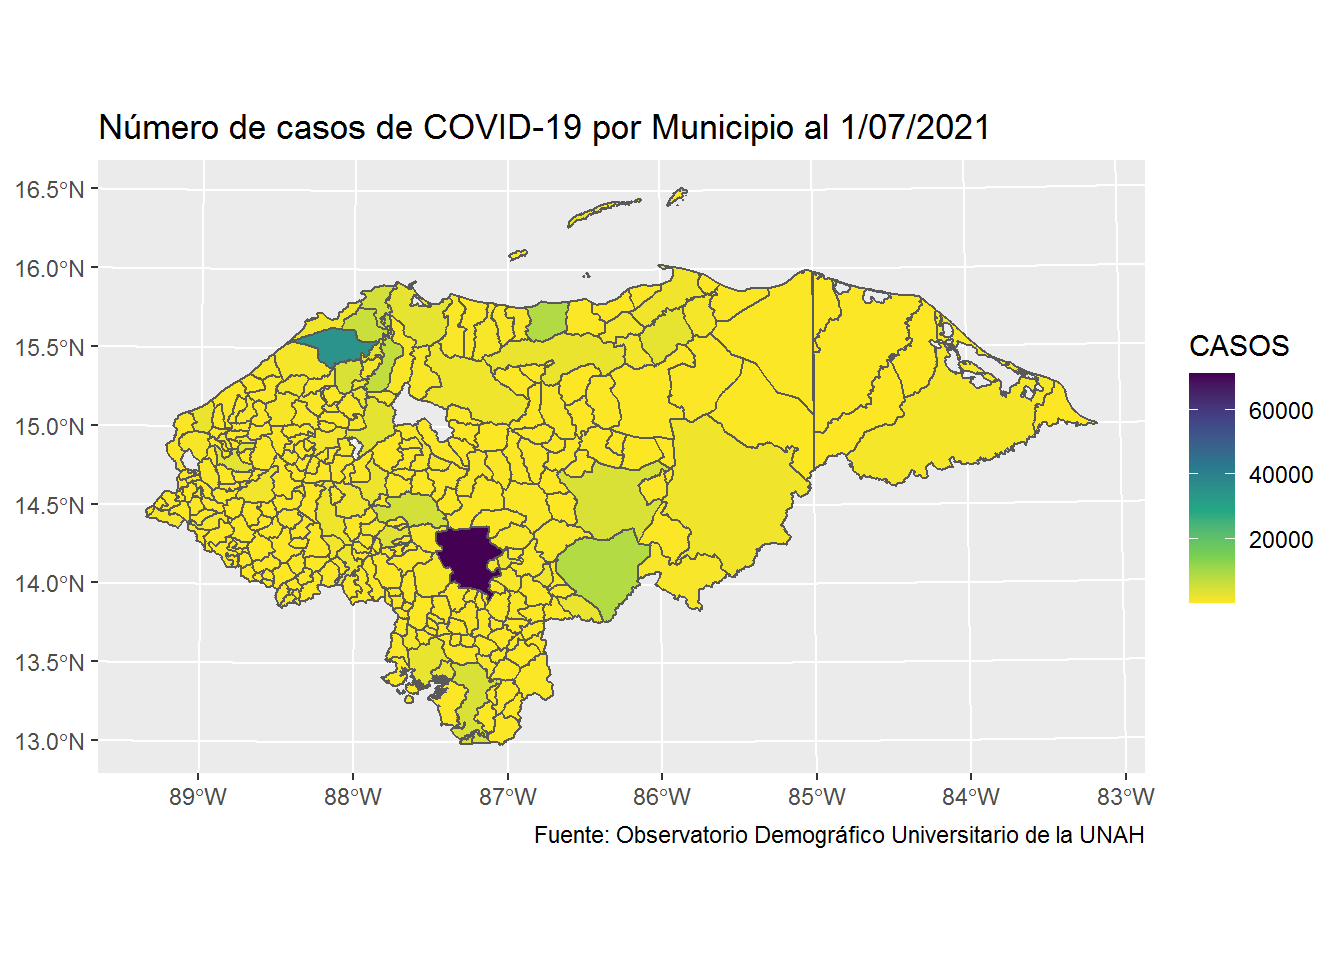 Número de casos de COVID-19 por Municipio al 1/07/2021
16.5°N
16.0°N
15.5°N
15.0°N
14.5°N
14.0°N
13.5°N
13.0°N
89°W
88°W
87°W
86°W
85°W
84°W
83°W
CASOS
60000
40000
20000
Fuente: Observatorio Demográfico Universitario de la UNAH